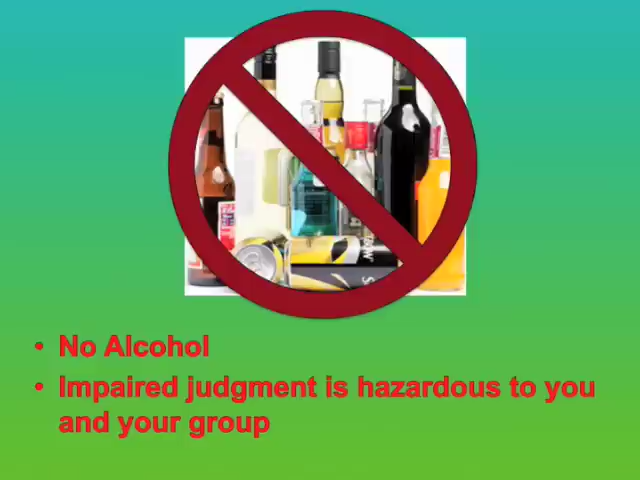 • No Alcohol
• Impaired judgment is hazardous to you
and your group